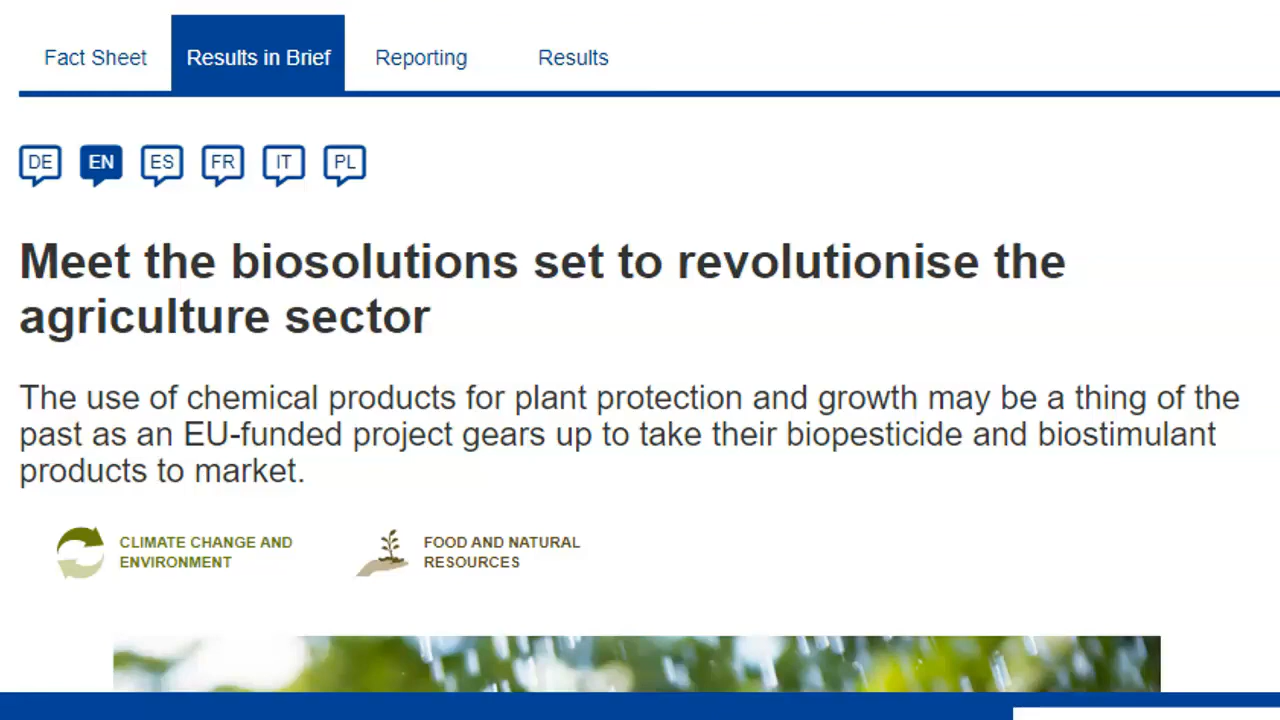 Fact Sheet Results in Brief Reporting Results
DE EN ES FR IT PL
Meet the biosolutions set to revolutionise the
agriculture sector
The use of chemical products for plant protection and growth may be a thing of the
past as an EU-funded project gears up to take their biopesticide and biostimulant
products to market.
CLIMATE CHANGE AND
ENVIRONMENT
FOOD AND NATURAL
RESOURCES